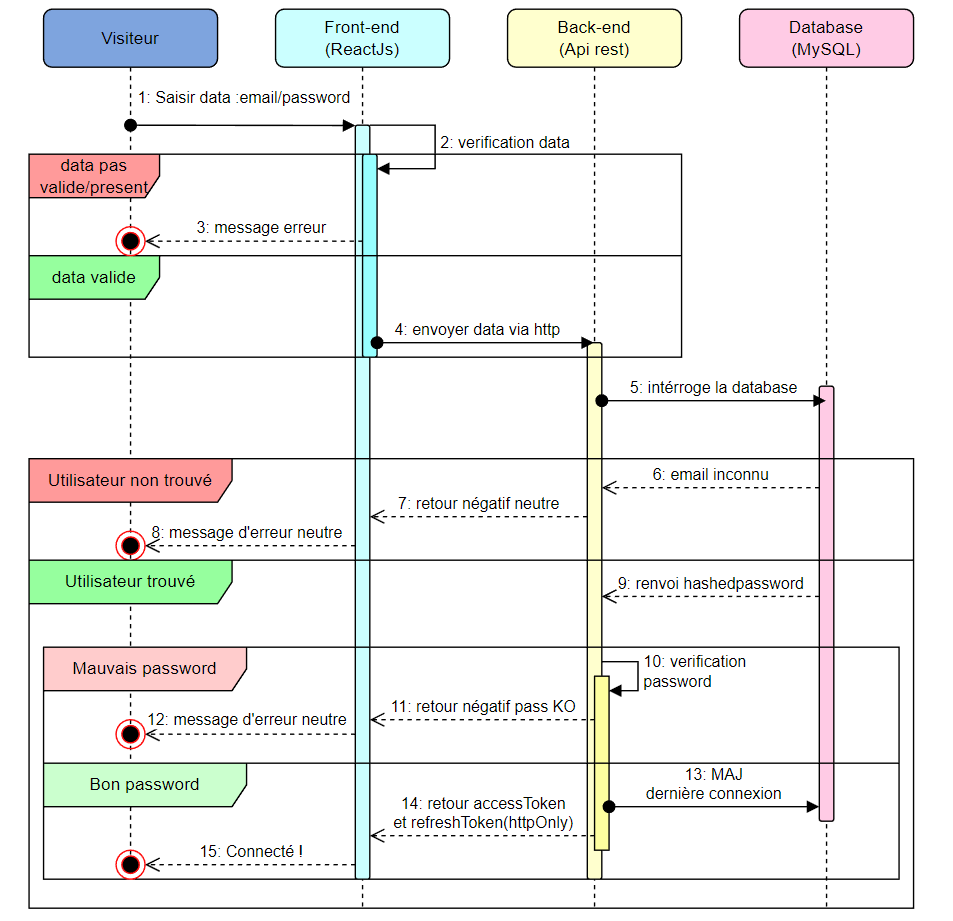 Visiteur
Front-end
(ReactJs)
Back-end
(Api rest)
Database
(MySQL)
1: Saisir data :email/password
2: verification data
data pas
valide/present
3: message erreur
data valide
4: envoyer data via http
5: intérroge la database
Utilisateur non trouvé
6: email inconnu
7: retour négatif neutre
8: message d'erreur neutre
Utilisateur trouvé
9: renvoi hashedpassword
Mauvais password
10: verification
password
11: retour négatif pass KO
12: message d'erreur neutre
Bon password
13: MAJ
dernière connexion
14: retour accessToken
et refreshToken(httpOnly)
15: Connecté !